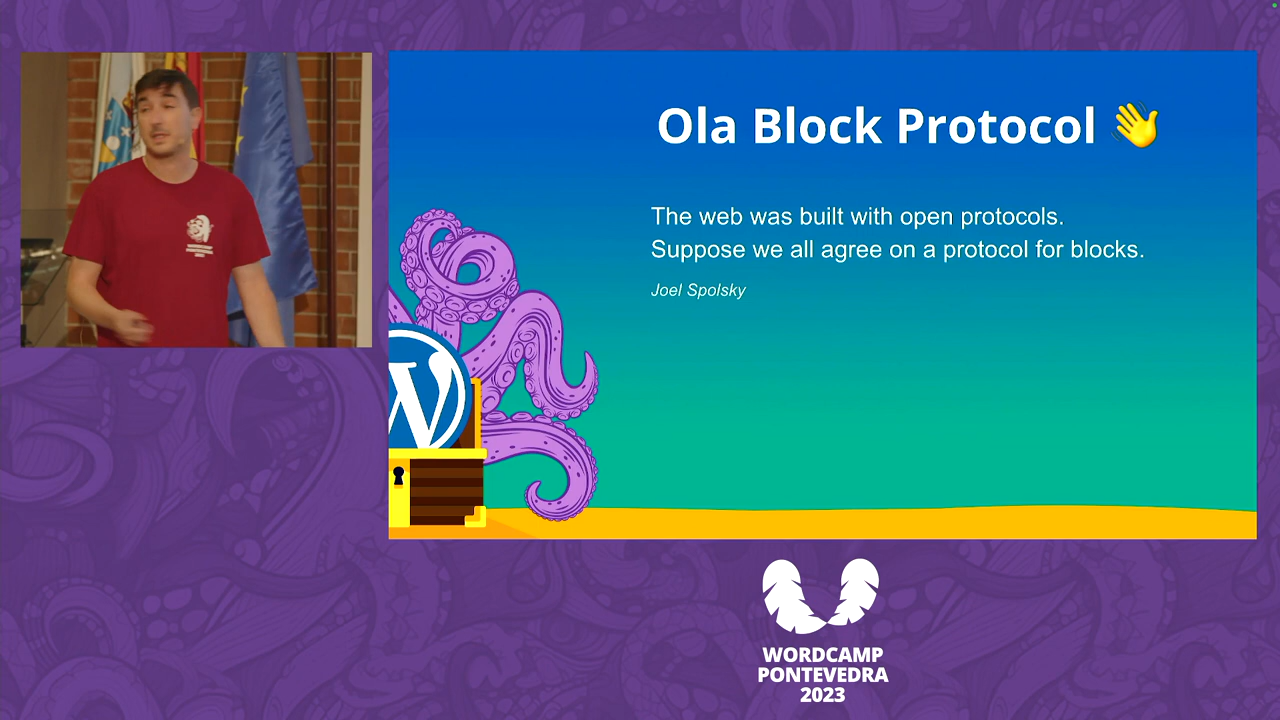 Ola Block Protocol 👋
The web was built with open protocols.
Suppose we all agree on a protocol for blocks.
Joel Spolsky
W
WORDCAMP
PONTEVEDRA
2023